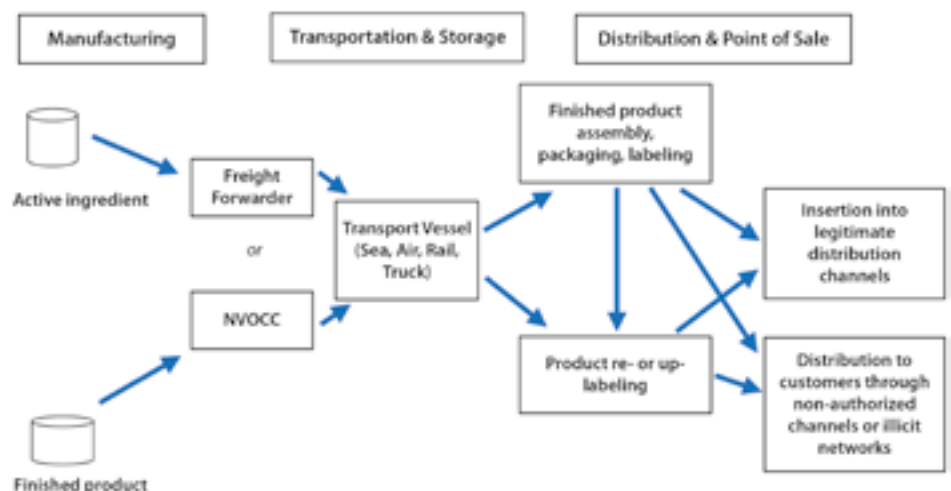 Manufacturing
Transportation & Storage
Distribution & Point of Sale
Active ingredient
Finished product
Freight
Forwarder
or
NVOCC
Transport Vessel
(Sea, Air, Rail,
Truck)
Finished product
assembly,
packaging, labeling
Product re- or up-
labeling
Insertion into
legitimate
distribution
channels
Distribution to
customers through
non-authorized
channels or illicit
networks